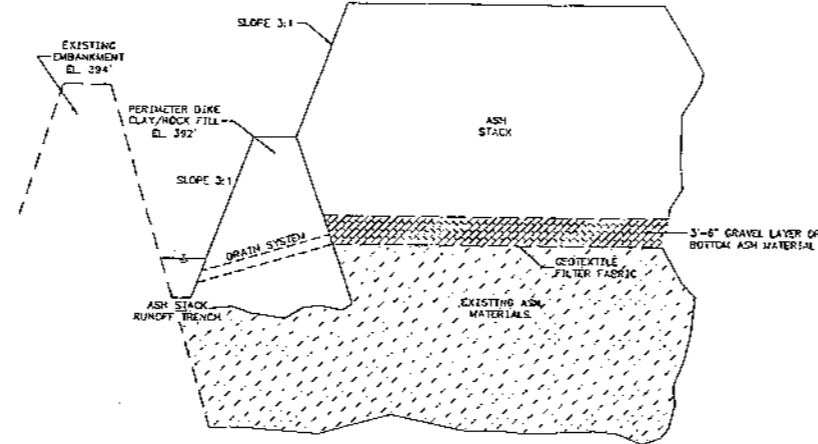 SLOPE 3:1
EXISTING
EMBANKMENT
EL. 394'
PERIMETER DIKE
CLAY/ROCK FILL
EL. 392'
ASH
STACK
SLOPE 3:1
3'-6" GRAVEL LAYER OR
BOTTOM ASH MATERIAL
DRAIN SYSTEM
GEOTEXTILE
FILTER FABRIC
ASH STACK
RUNOFF TRENCH
EXISTING ASH
MATERIALS